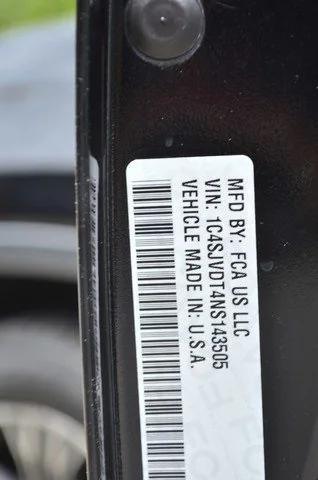 MFD BY: FCA US LLC
VIN: 1C4SJVDT4NS143505
VEHICLE MADE IN: U.S.A.